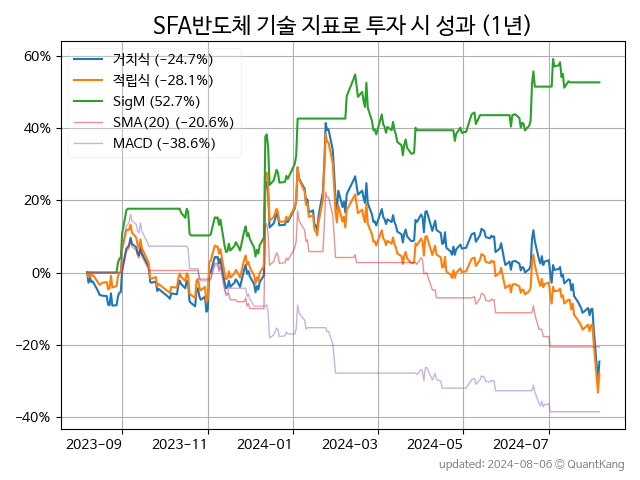 SFA반도체 기술 지표로 투자 시 성과 (1년)
60%
40%
20%
0%
−20%
−40%
거치식 (−24.7%)
적립식 (−28.1%)
SigM (52.7%)
SMA(20) (−20.6%)
MACD (−38.6%)
2023-09 2023-11 2024-01 2024-03 2024-05 2024-07
updated: 2024-08-06 © QuantKang